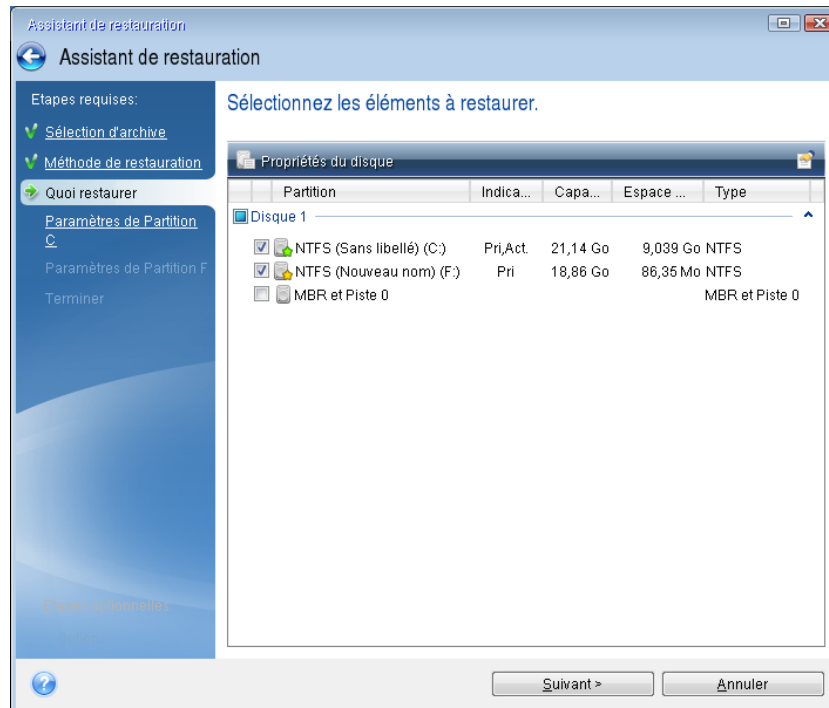 Assistant de restauration
Assistant de restauration
Etapes requises:
Sélection d'archive
Méthode de restauration
Quoi restaurer
Paramètres de Partition
C
Paramètres de Partition F
Terminer
Sélectionnez les éléments à restaurer.
Propriétés du disque
Partition Indica... Capa... Espace ... Type
Disque 1
NTFS (Sans libellé) (C:) Pri,Act. 21,14 Go 9,039 Go NTFS
NTFS (Nouveau nom) (F:) Pri 18,86 Go 86,35 Mo NTFS
MBR et Piste 0 MBR et Piste 0
Suivant >
Annuler